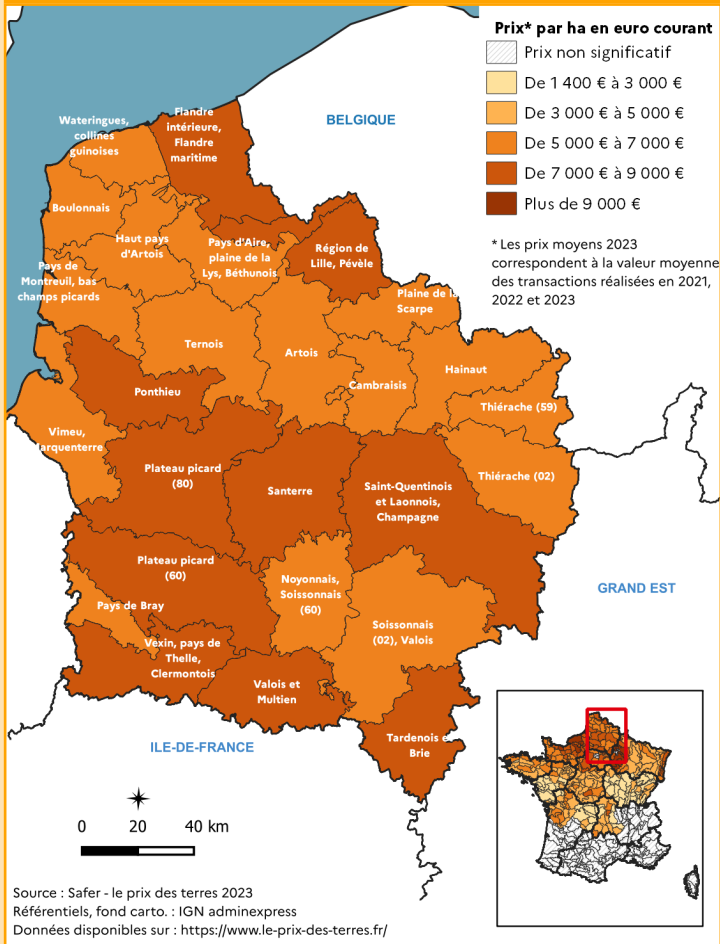 Prix* par ha en euro courant
Prix non significatif
De 1 400 € à 3 000 €
De 3 000 € à 5 000 €
De 5 000 € à 7 000 €
De 7 000 € à 9 000 €
Plus de 9 000 €
* Les prix moyens 2023
correspondent à la valeur moyenne
des transactions réalisées en 2021,
2022 et 2023
BELGIQUE
Flandre
intérieure,
Flandre
maritime
Wateringues,
collines
guinoises
Boulonnais
Haut pays
d'Artois
Pays d'Aire,
plaine de la
Lys, Béthunois
Région de
Lille, Pévèle
Pays de
Montreuil, bas
champs picards
Plaine de la
Scarpe
Ternois
Artois
Hainaut
Cambraisis
Ponthieu
Thiérache (59)
Vimeu,
Marquenterre
Plateau picard
(80)
Santerre
Saint-Quentinois
et Laonnois,
Champagne
Thiérache (02)
Plateau picard
(60)
Noyonnais,
Soissonnais
(60)
GRAND EST
Pays de Bray
Soissonnais
(02), Valois
Vexin, pays de
Thelle,
Clermontois
Valois et
Multien
Tardenois e
Brie
ILE-DE-FRANCE
0 20 40 km
Source : Safer - le prix des terres 2023
Référentiels, fond carto. : IGN adminexpress
Données disponibles sur : https://www.le-prix-des-terres.fr/